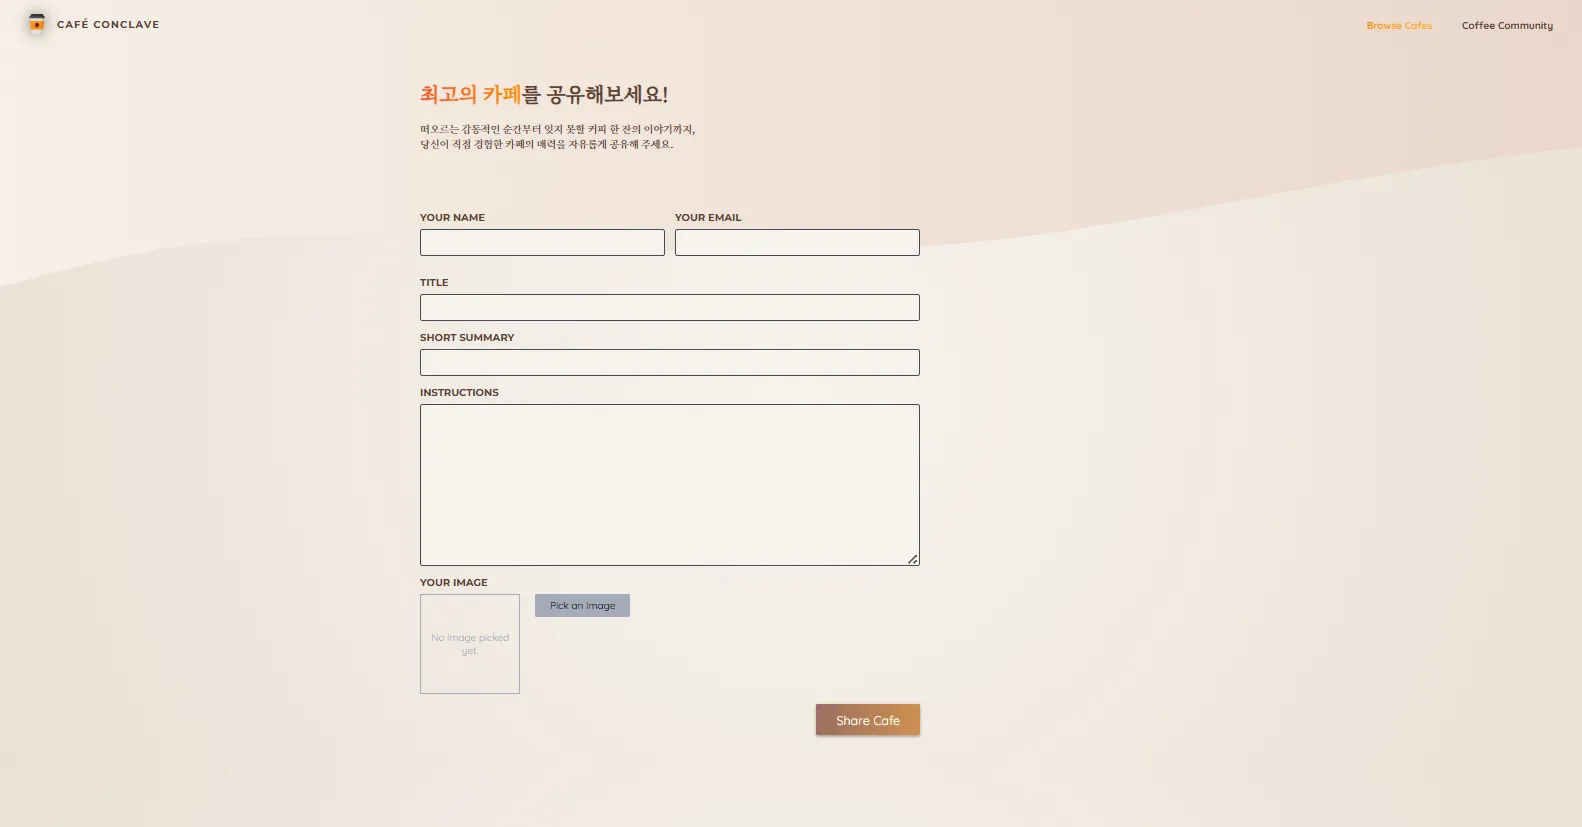 CAFÉ CONCLAVE
Browse Cafes
Coffee Community
최고의 카페를 공유해보세요!
떠오르는 감동적인 순간부터 잊지 못할 커피 한 잔의 이야기까지,
당신이 직접 경험한 카페의 매력을 자유롭게 공유해 주세요.
YOUR NAME
YOUR EMAIL
TITLE
SHORT SUMMARY
INSTRUCTIONS
YOUR IMAGE
No image picked
yet.
Pick an Image
Share Cafe